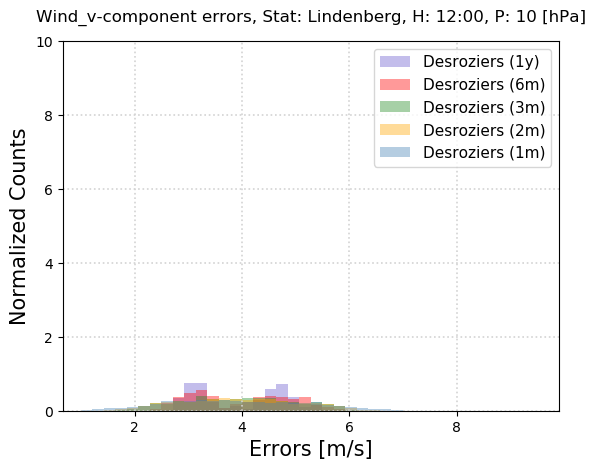 Wind_v-component errors, Stat: Lindenberg, H: 12:00, P: 10 [hPa]
10
8
6
4
2
0
Normalized Counts
Desroziers (1y)
Desroziers (6m)
Desroziers (3m)
Desroziers (2m)
Desroziers (1m)
2 4 6 8
Errors [m/s]